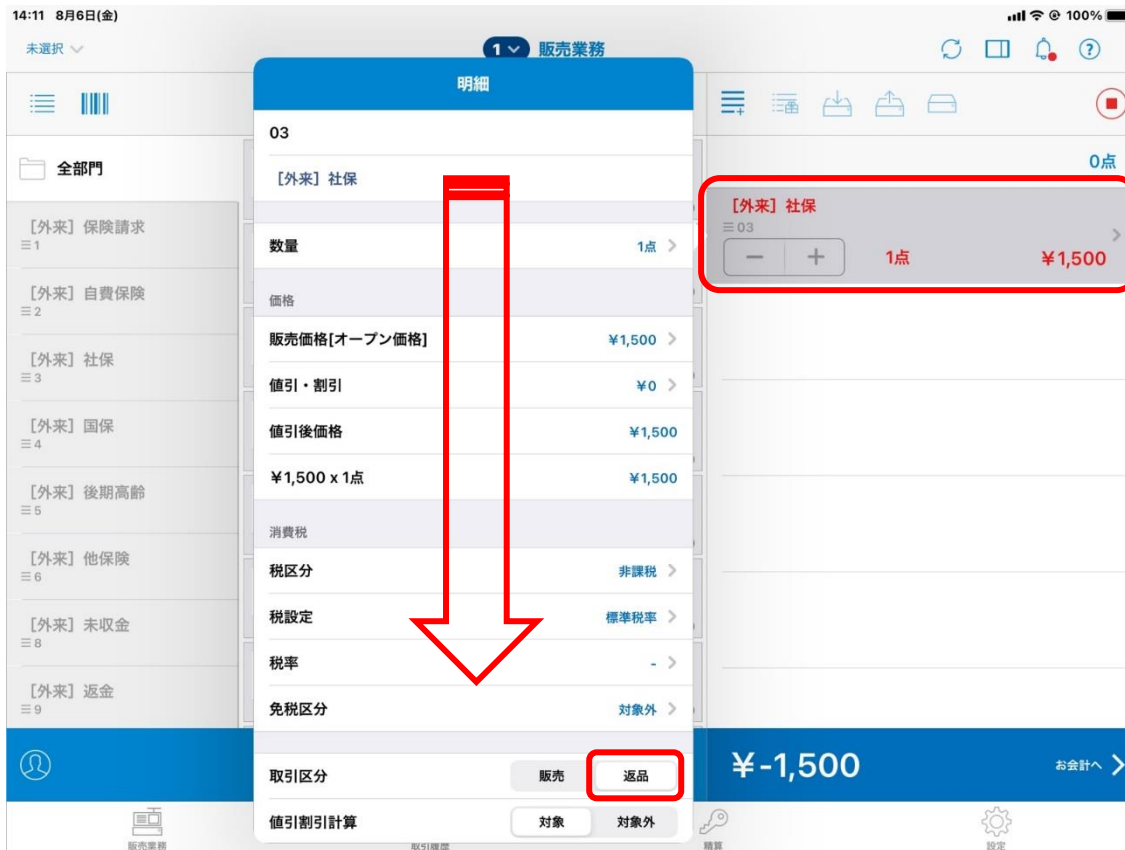 14:11 8月6日(金)
100%
未選択
1 販売業務
明細
03
[外来] 社保
数量
1点
価格
販売価格[オープン価格]
¥1,500
値引・割引
¥0
値引後価格
¥1,500
¥1,500 x 1点
¥1,500
消費税
税区分
非課税
税設定
標準税率
税率
-
免税区分
対象外
取引区分
販売
返品
値引割引計算
対象
対象外
全部門
[外来] 保険請求
1
[外来] 自費保険
2
[外来] 社保
3
[外来] 国保
4
[外来] 後期高齢
5
[外来] 他保険
6
[外来] 未収金
8
[外来] 返金
9
0点
[外来] 社保
03
− +
1点
¥1,500
¥-1,500
お会計へ
販売業務
取引履歴
精算
設定